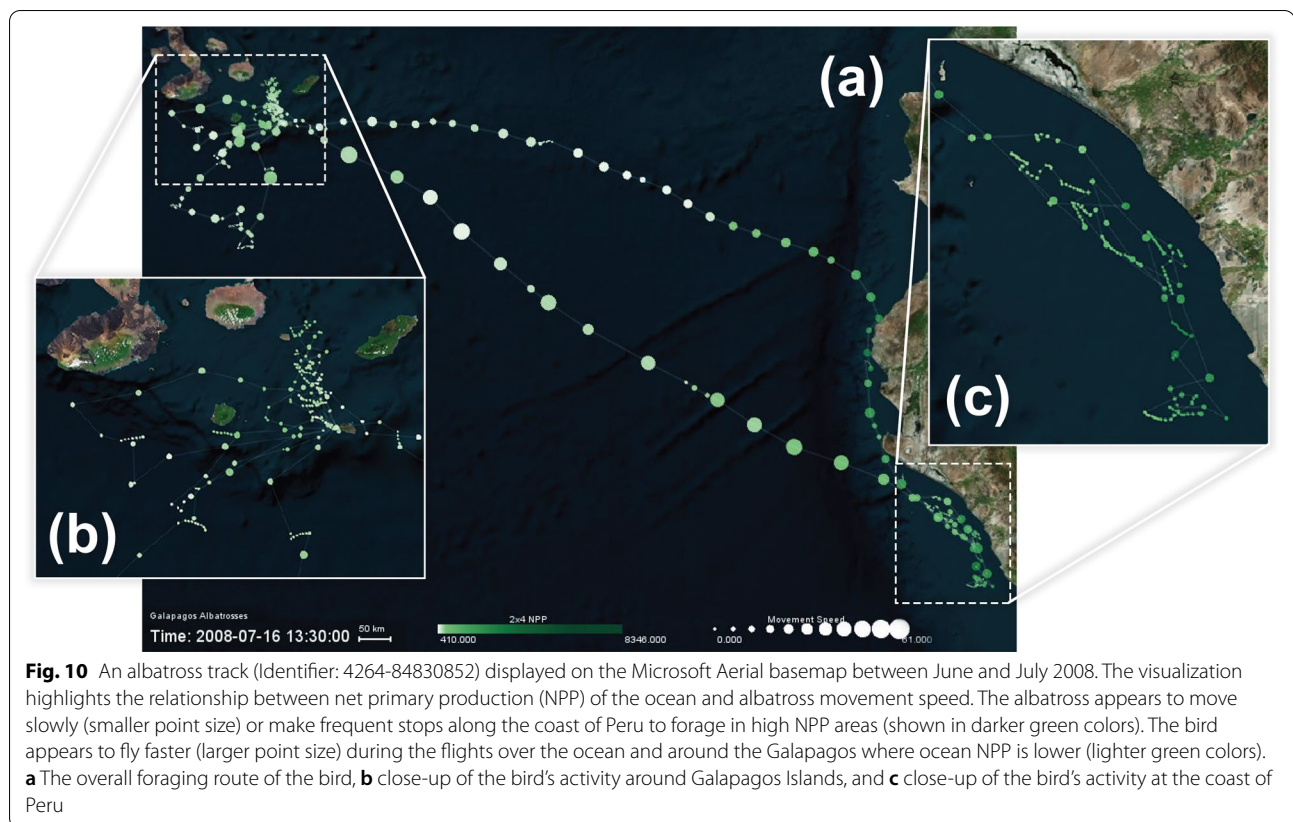 (a)
(b)
(c)
Galapagos Albatrosses
Time: 2008-07-16 13:30:00
50 km
2x4 NPP
410.000 8346.000
Movement Speed
0.000 61.000
Fig. 10 An albatross track (Identifier: 4264-84830852) displayed on the Microsoft Aerial basemap between June and July 2008. The visualization
highlights the relationship between net primary production (NPP) of the ocean and albatross movement speed. The albatross appears to move
slowly (smaller point size) or make frequent stops along the coast of Peru to forage in high NPP areas (shown in darker green colors). The bird
appears to fly faster (larger point size) during the flights over the ocean and around the Galapagos where ocean NPP is lower (lighter green colors).
a The overall foraging route of the bird, b close-up of the bird's activity around Galapagos Islands, and c close-up of the bird's activity at the coast of
Peru